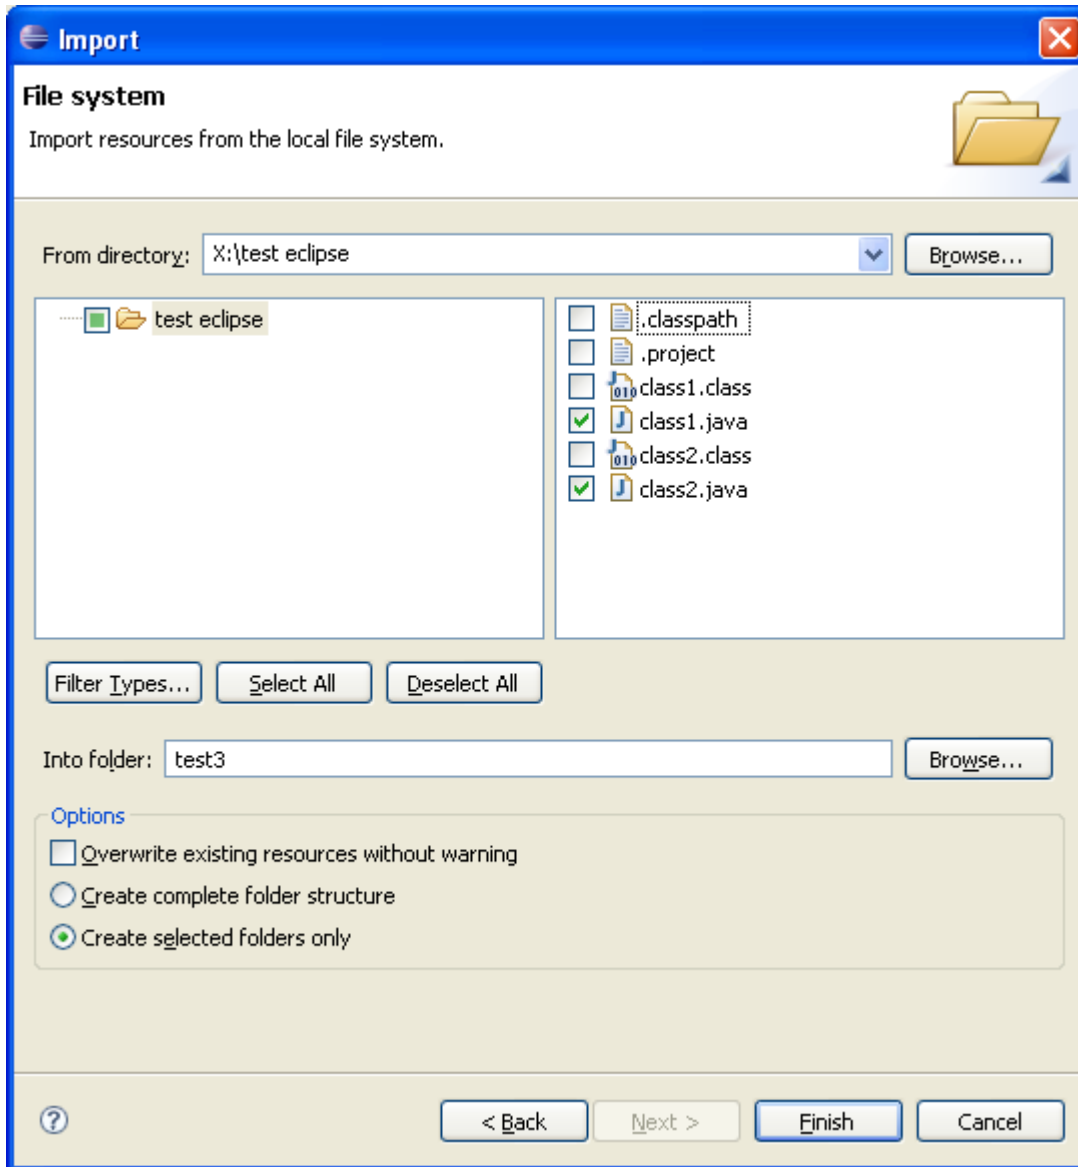 Import
File system
Import resources from the local file system.
From directory: X:\test eclipse Browse...
test eclipse
.classpath
.project
class1.class
class1.java
class2.class
class2.java
Filter Types... Select All Deselect All
Into folder: test3 Browse...
Options
Overwrite existing resources without warning
Create complete folder structure
Create selected folders only
? < Back Next > Finish Cancel